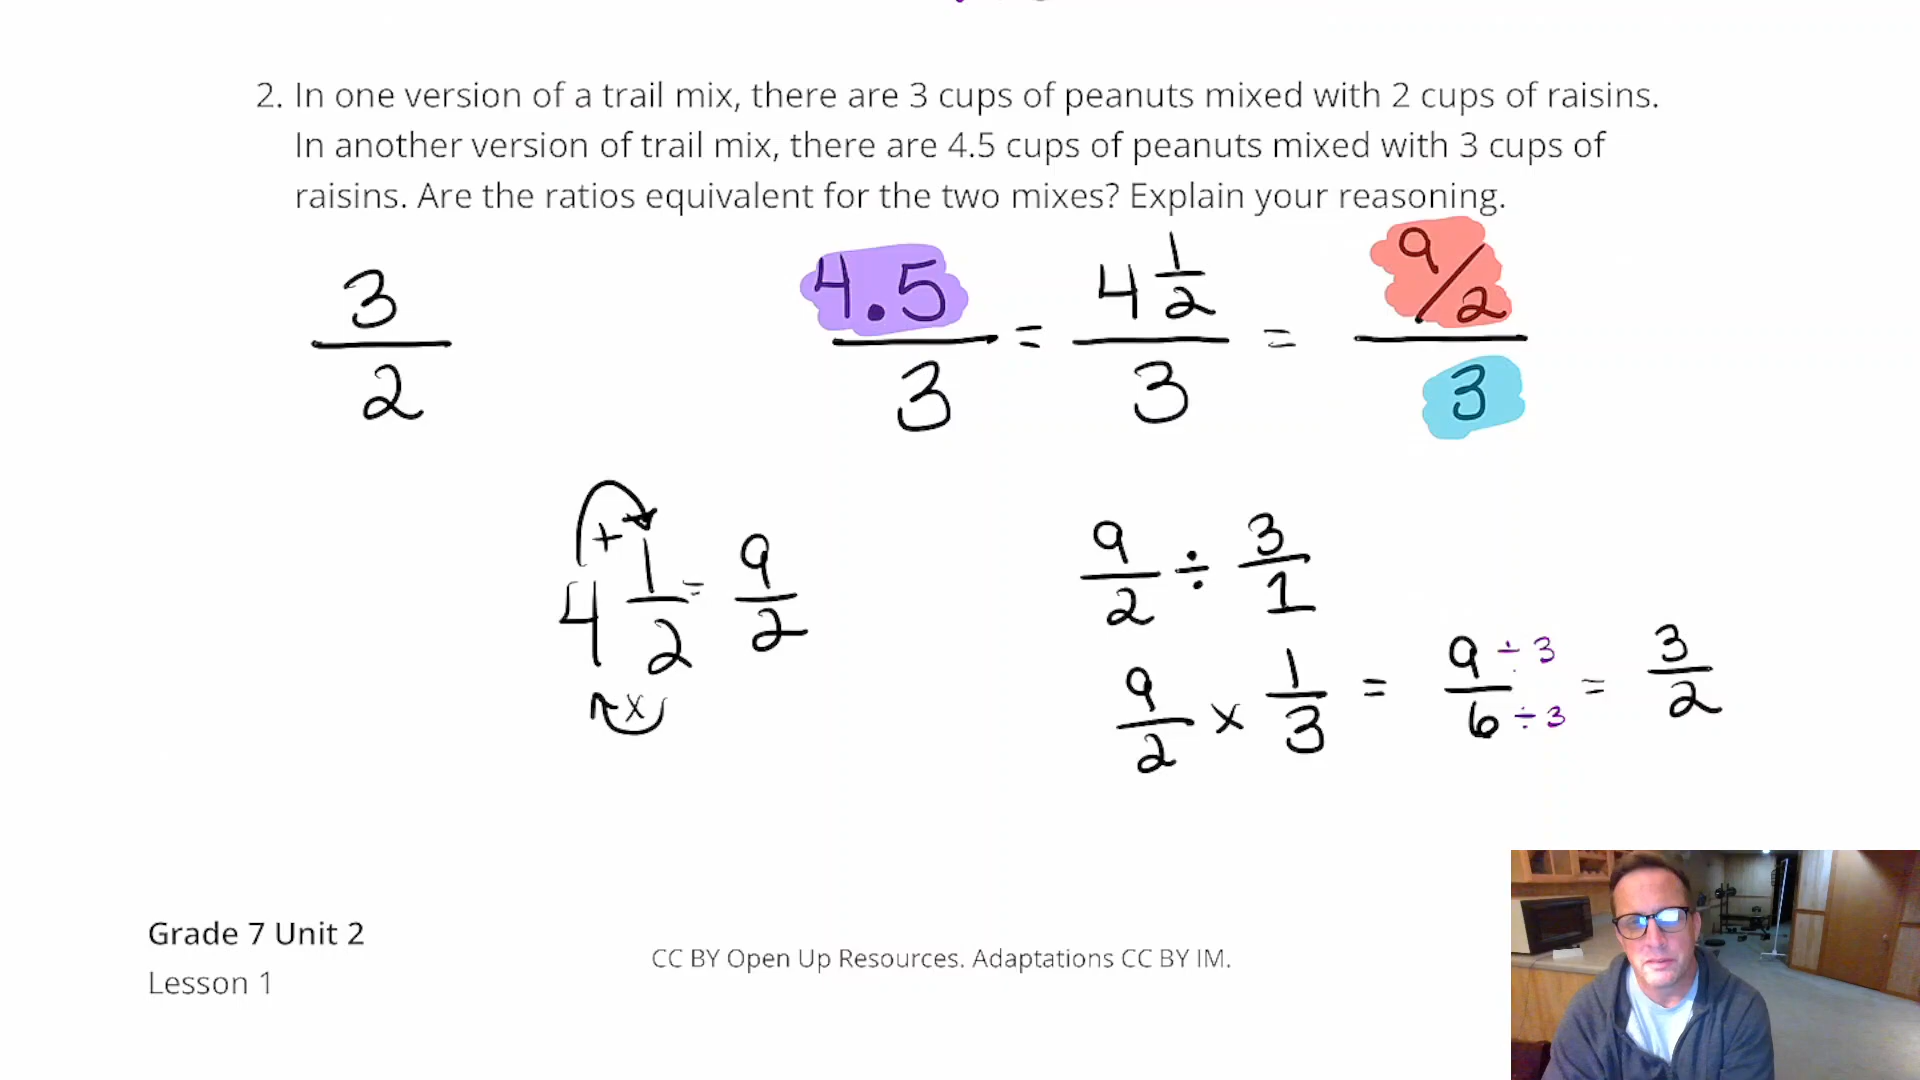 2. In one version of a trail mix, there are 3 cups of peanuts mixed with 2 cups of raisins.
In another version of trail mix, there are 4.5 cups of peanuts mixed with 3 cups of
raisins. Are the ratios equivalent for the two mixes? Explain your reasoning.
3/2
4.5/3 = 4 1/2/3 = 9/2/3
+
4 1/2 = 9/2
x
9/2 ÷ 3/1
9/2 x 1/3 = 9 ÷ 3/6 ÷ 3 = 3/2
Grade 7 Unit 2
Lesson 1
CC BY Open Up Resources. Adaptations CC BY IM.